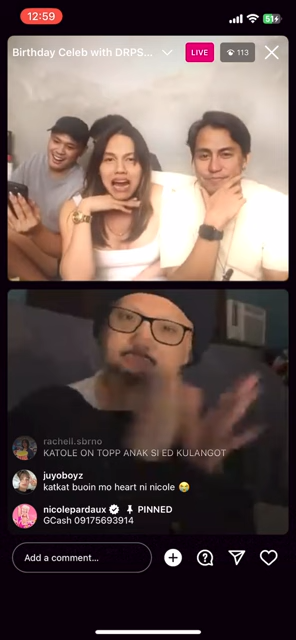 12:59
51
Birthday Celeb with DRPS...
LIVE
113
rachell.sbrno
KATOLE ON TOPP ANAK SI ED KULANGOT
juyoboyz
katkat buoin mo heart ni nicole 😭
nicolepardaux PINNED
GCash 09175693914
Add a comment...